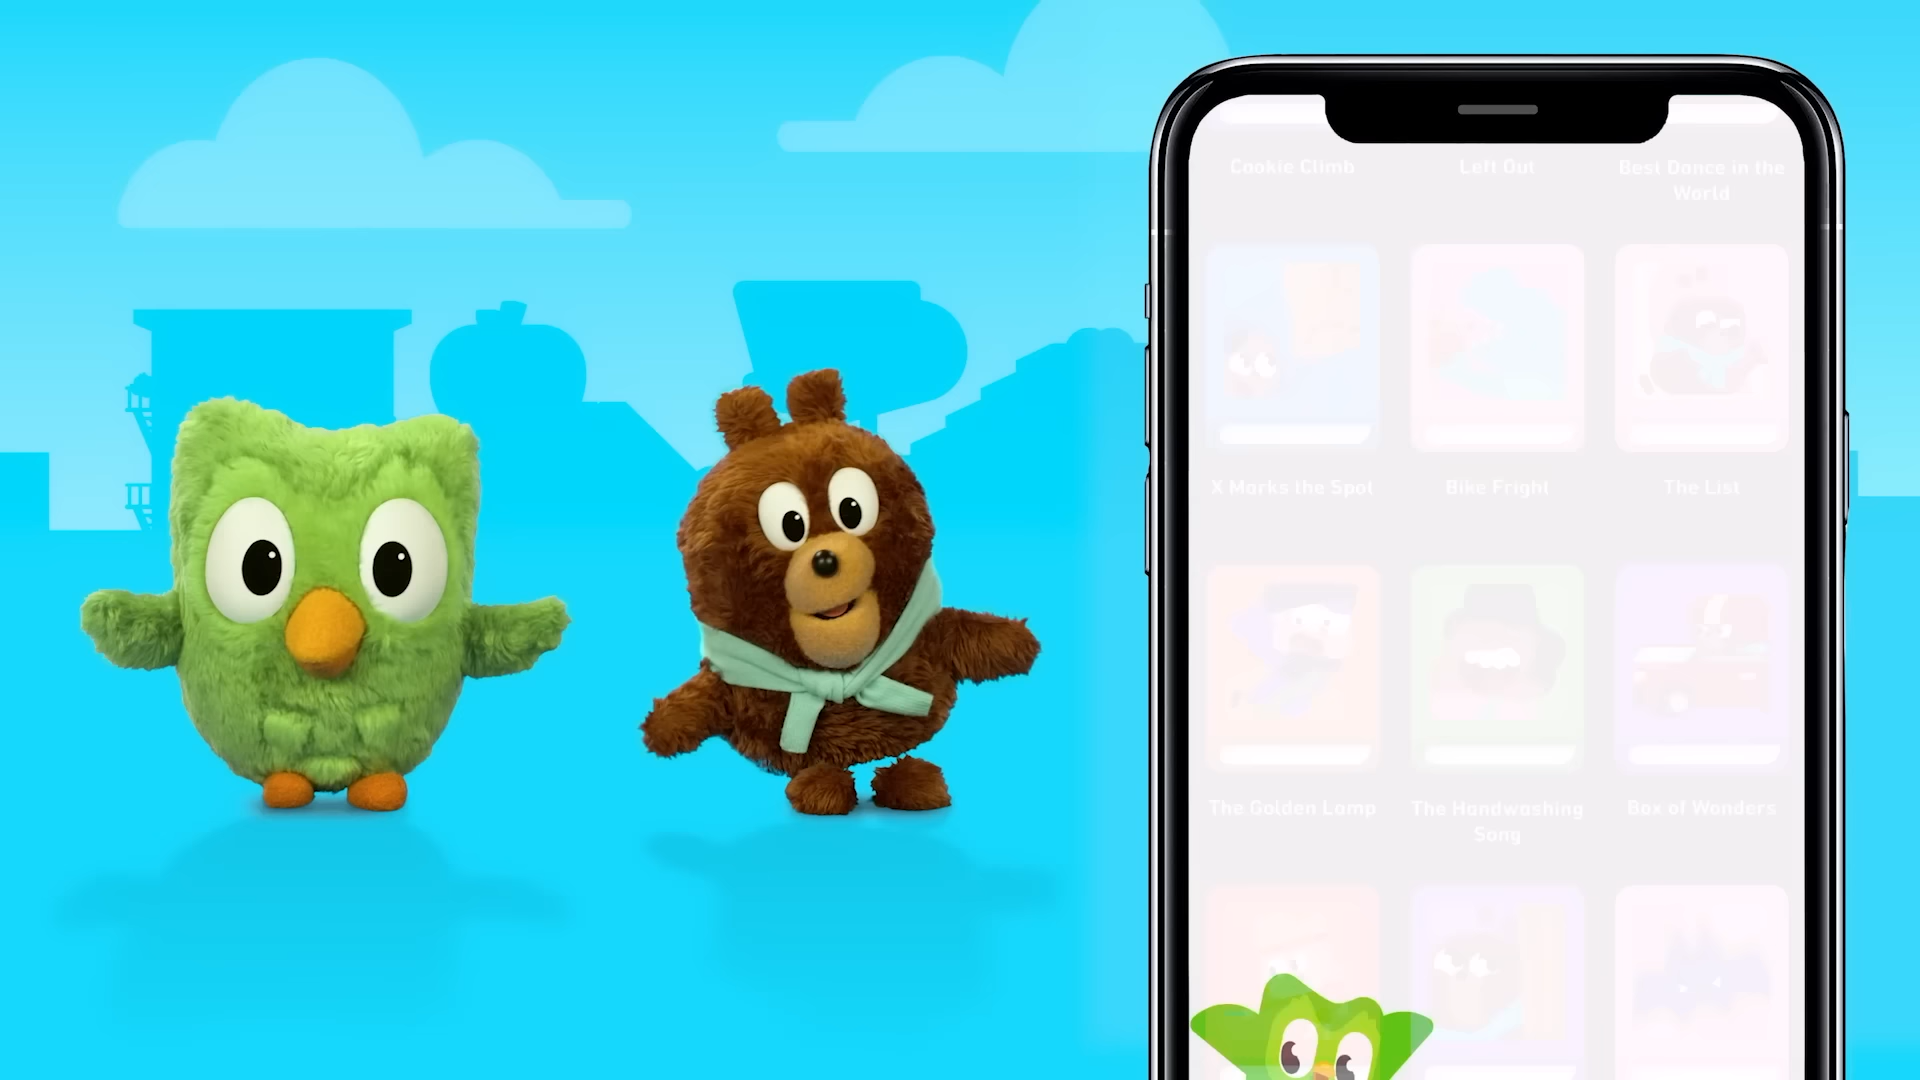 Cookie Climb
Left Out
Best Dance in the
World
X Marks the Spot
Bike Fright
The List
The Golden Lamp
The Handwashing
Song
Box of Wonders